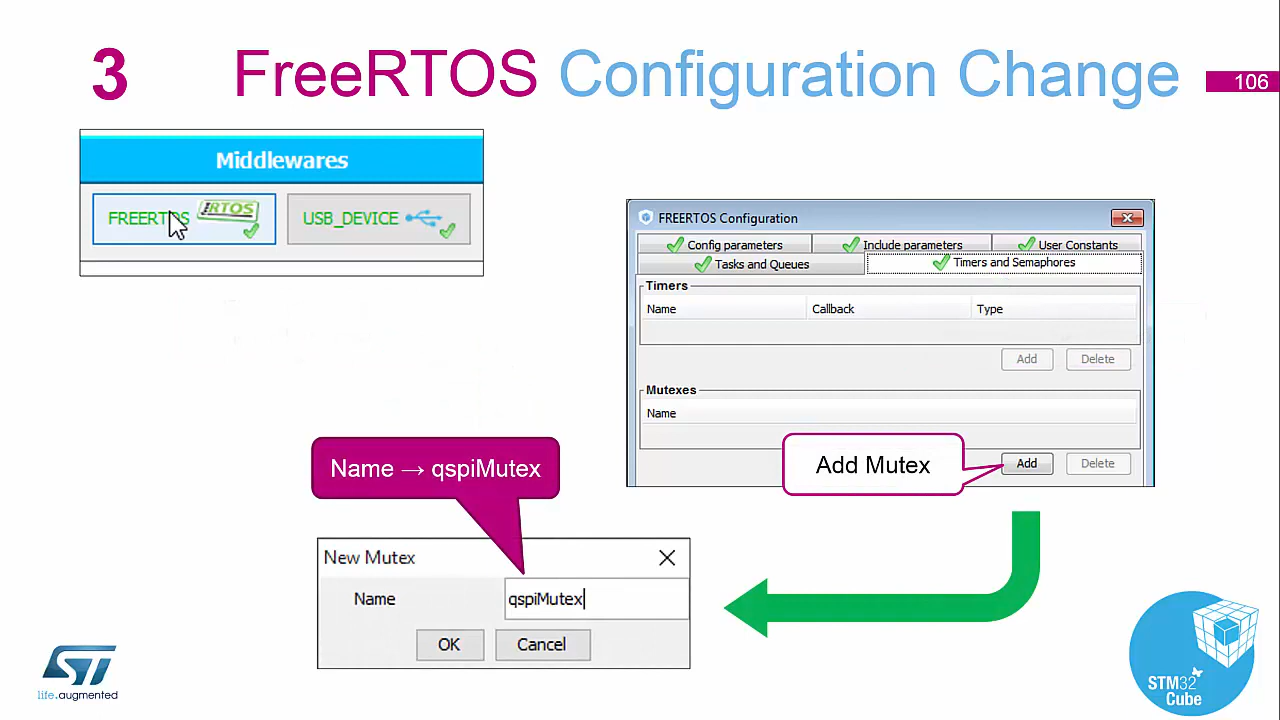 3 FreeRTOS Configuration Change
106
Middlewares
FREERTOS
RTOS
USB_DEVICE
FREERTOS Configuration
Config parameters
Include parameters
User Constants
Tasks and Queues
Timers and Semaphores
Timers
Name Callback Type
Add Delete
Mutexes
Name
Add Mutex
Add Delete
Name → qspiMutex
New Mutex
Name qspiMutex
OK Cancel
ST
life.augmented
STM32
Cube